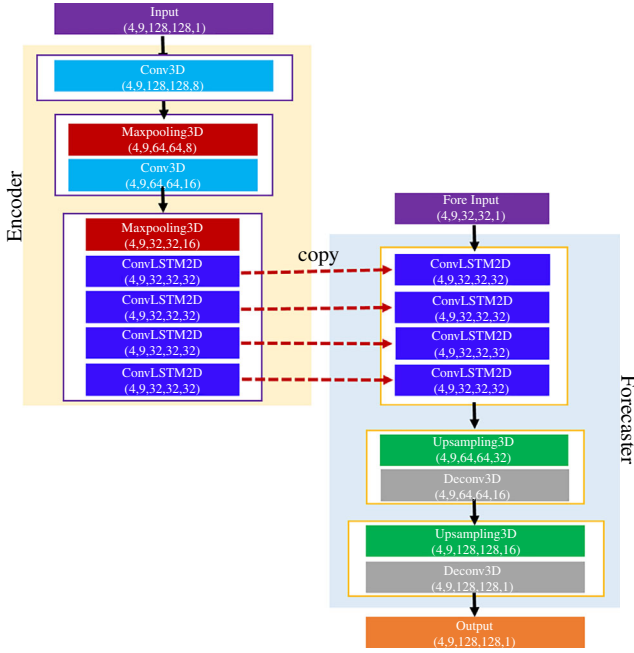 Input
(4,9,128,128,1)
Encoder
Conv3D
(4,9,128,128,8)
Maxpooling3D
(4,9,64,64,8)
Conv3D
(4,9,64,64,16)
Maxpooling3D
(4,9,32,32,16)
ConvLSTM2D
(4,9,32,32,32)
ConvLSTM2D
(4,9,32,32,32)
ConvLSTM2D
(4,9,32,32,32)
ConvLSTM2D
(4,9,32,32,32)
copy
Fore Input
(4,9,32,32,1)
Forecaster
ConvLSTM2D
(4,9,32,32,32)
ConvLSTM2D
(4,9,32,32,32)
ConvLSTM2D
(4,9,32,32,32)
ConvLSTM2D
(4,9,32,32,32)
Upsampling3D
(4,9,64,64,32)
Deconv3D
(4,9,64,64,16)
Upsampling3D
(4,9,128,128,16)
Deconv3D
(4,9,128,128,1)
Output
(4,9,128,128,1)